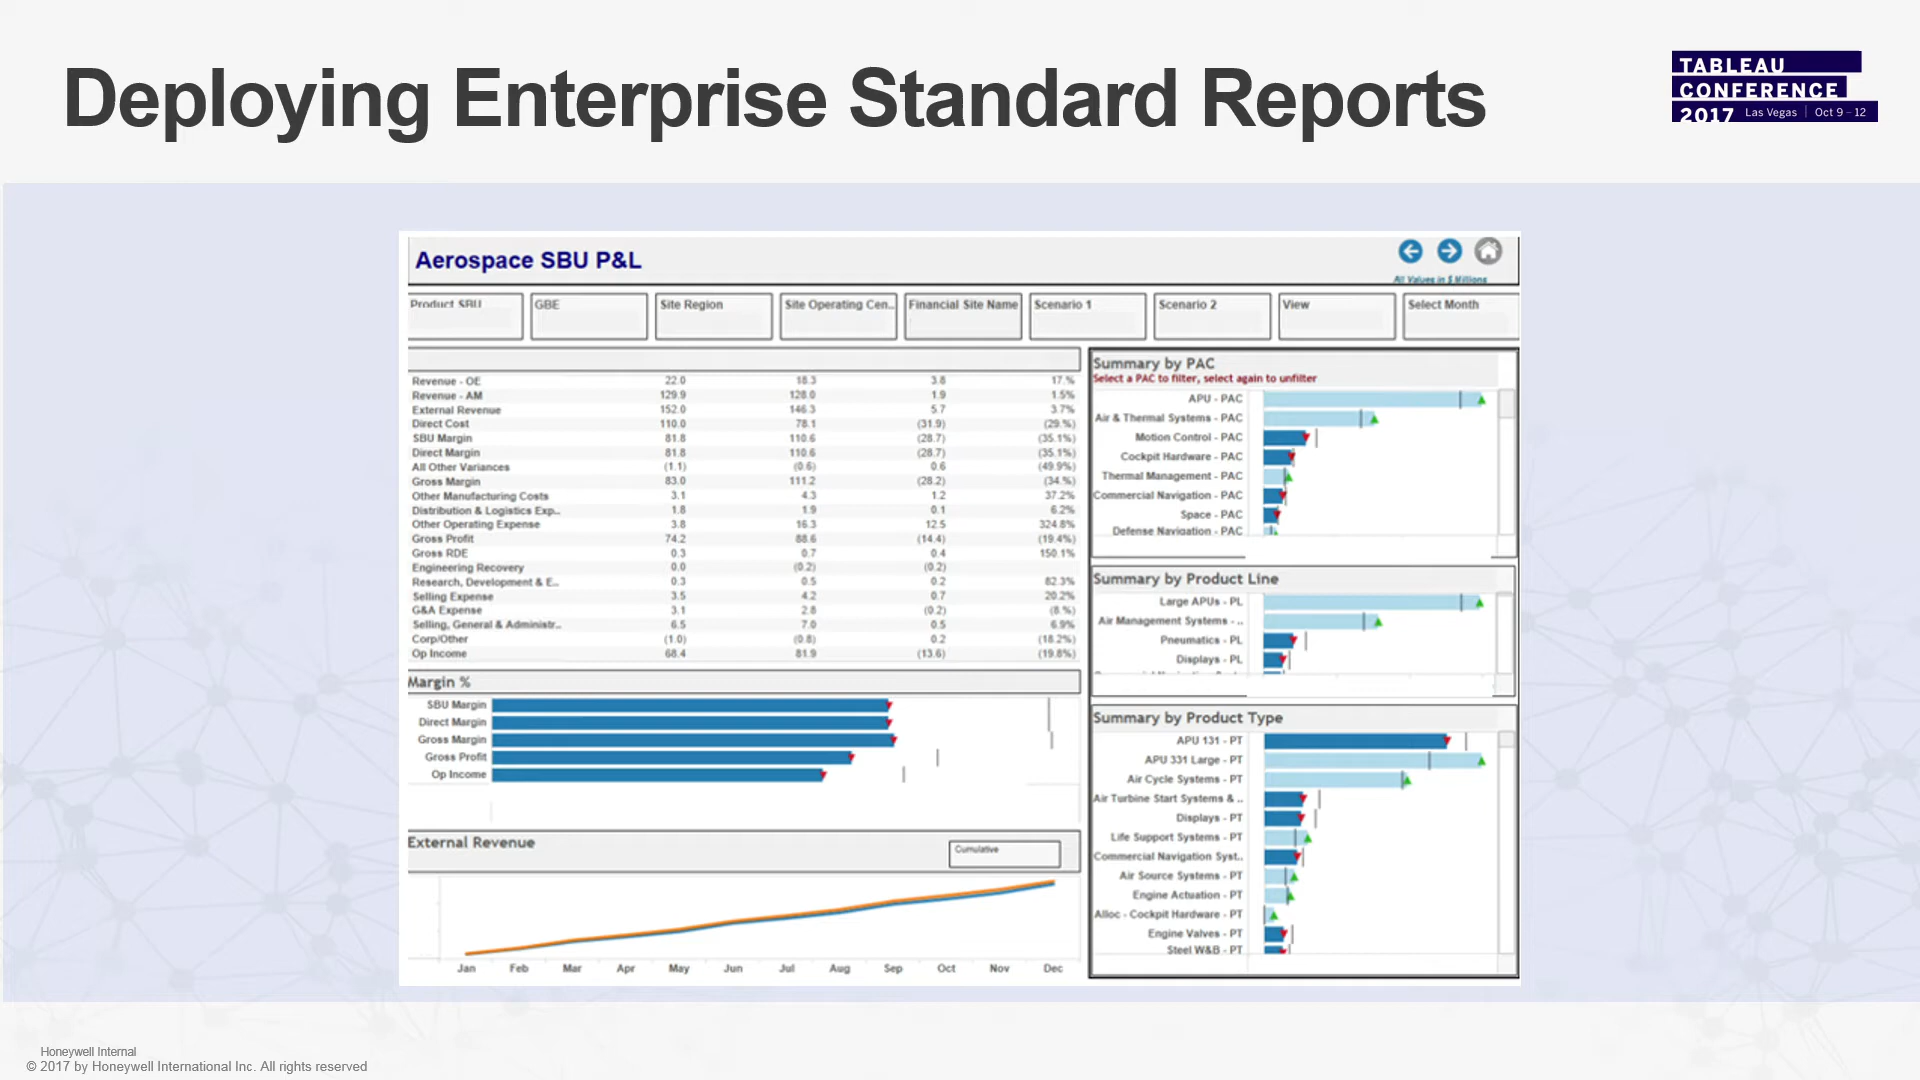 Deploying Enterprise Standard Reports
TABLEAU
CONFERENCE
2017 Las Vegas | Oct 9 - 12
Aerospace SBU P&L
All Values in $ Millions
Product SBU GBE Site Region Site Operating Cen.. Financial Site Name Scenario 1 Scenario 2 View Select Month
Revenue - OE 22.0 18.3 3.8 17.%
Revenue - AM 129.9 128.0 1.9 1.5%
External Revenue 152.0 146.3 5.7 3.7%
Direct Cost 110.0 78.1 (31.9) (29.%)
SBU Margin 81.8 110.6 (28.7) (35.1%)
Direct Margin 81.8 110.6 (28.7) (35.1%)
All Other Variances (1.1) (0.6) 0.6 (49.9%)
Gross Margin 83.0 111.2 (28.2) (34.%)
Other Manufacturing Costs 3.1 4.3 1.2 37.2%
Distribution & Logistics Exp.. 1.8 1.9 0.1 6.2%
Other Operating Expense 3.8 16.3 12.5 324.8%
Gross Profit 74.2 88.6 (14.4) (19.4%)
Gross RDE 0.3 0.7 0.4 150.1%
Engineering Recovery 0.0 (0.2) (0.2)
Research, Development & E.. 0.3 0.5 0.2 82.3%
Selling Expense 3.5 4.2 0.7 20.2%
G&A Expense 3.1 2.8 (0.2) (8.%)
Selling, General & Administr.. 6.5 7.0 0.5 6.9%
Corp/Other (1.0) (0.8) 0.2 (18.2%)
Op Income 68.4 81.9 (13.6) (19.8%)
Margin %
SBU Margin
Direct Margin
Gross Margin
Gross Profit
Op Income
External Revenue
Cumulative
Jan Feb Mar Apr May Jun Jul Aug Sep Oct Nov Dec
Summary by PAC
Select a PAC to filter, select again to unfilter
APU - PAC
Air & Thermal Systems - PAC
Motion Control - PAC
Cockpit Hardware - PAC
Thermal Management - PAC
Commercial Navigation - PAC
Space - PAC
Defense Navigation - PAC
Summary by Product Line
Large APUs - PL
Air Management Systems - ..
Pneumatics - PL
Displays - PL
Summary by Product Type
APU 131 - PT
APU 331 Large - PT
Air Cycle Systems - PT
Air Turbine Start Systems & ..
Displays - PT
Life Support Systems - PT
Commercial Navigation Syst..
Air Source Systems - PT
Engine Actuation - PT
Alloc - Cockpit Hardware - PT
Engine Valves - PT
Steel W&B - PT
Honeywell Internal
© 2017 by Honeywell International Inc. All rights reserved